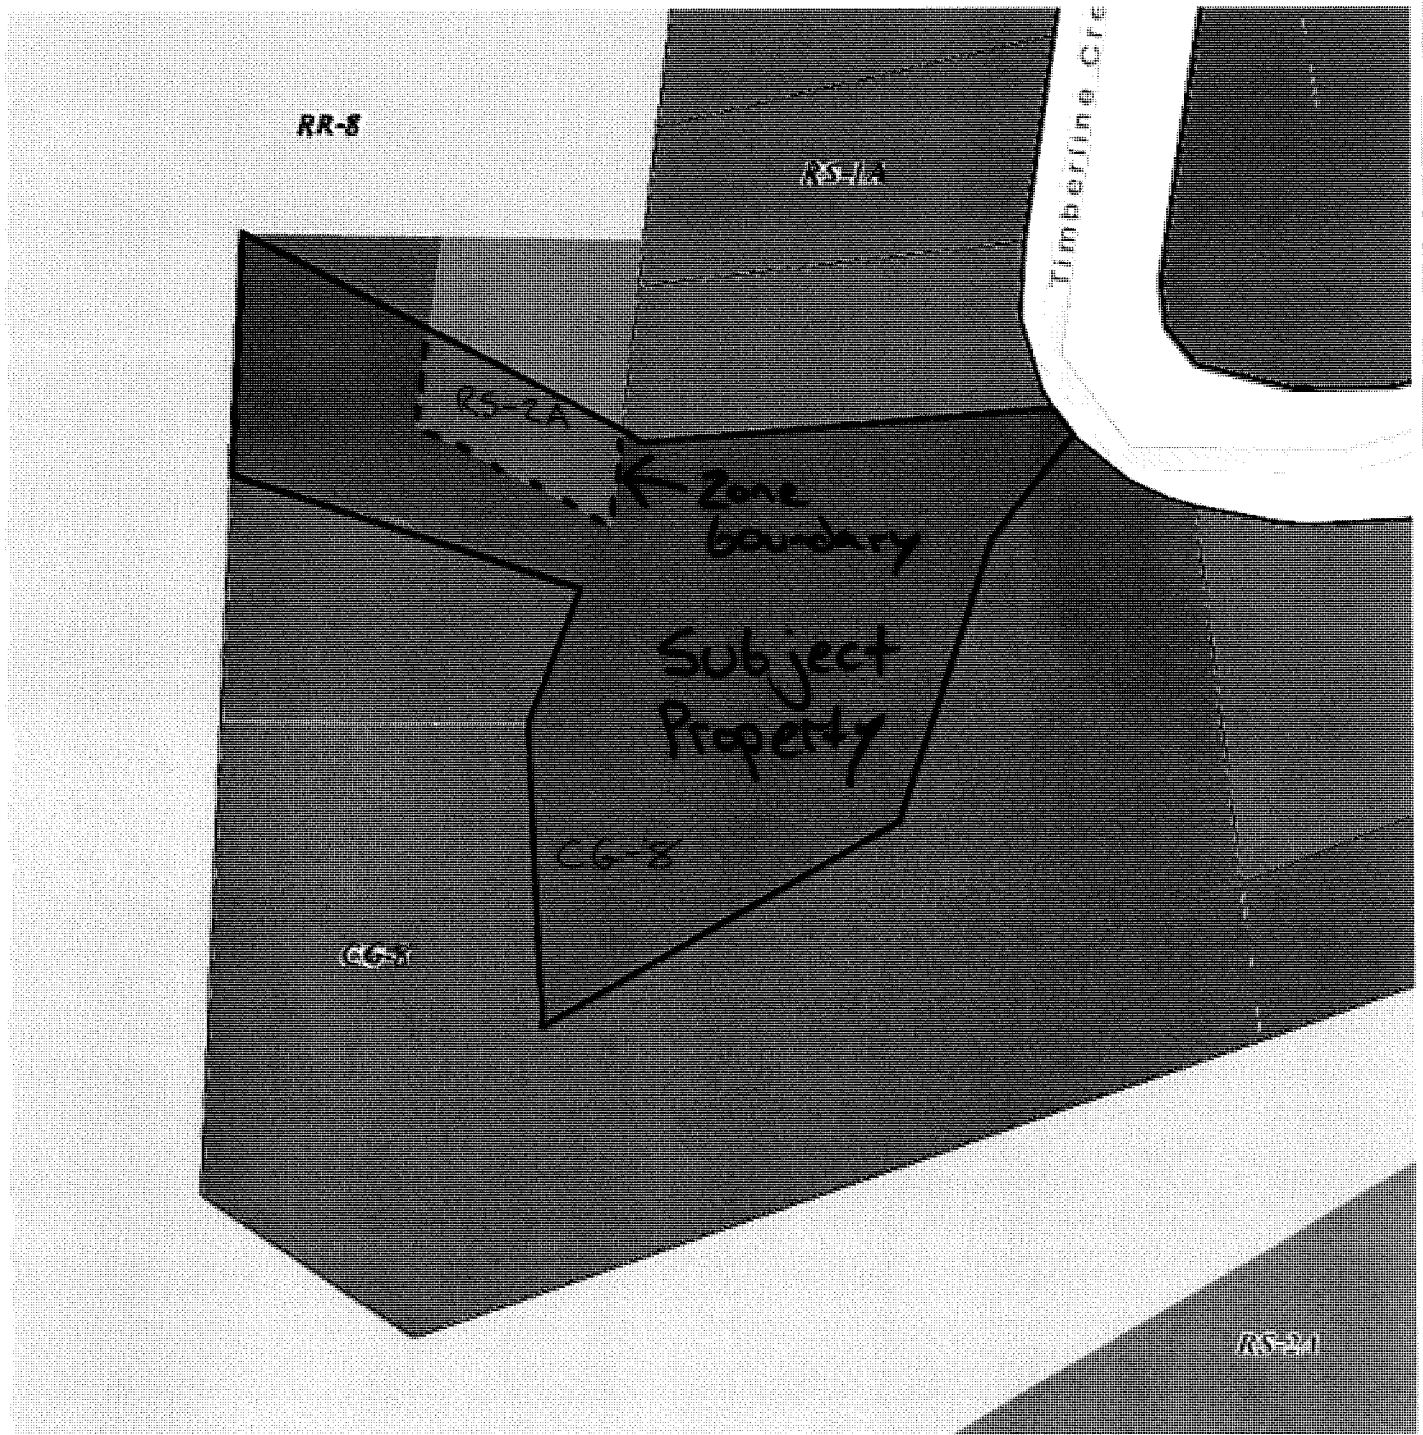 RR-8
RS-1A
Timberline Cre
RS-2A
Zone
boundary
Subject
Property
CG-8
CG-8
RS-2A